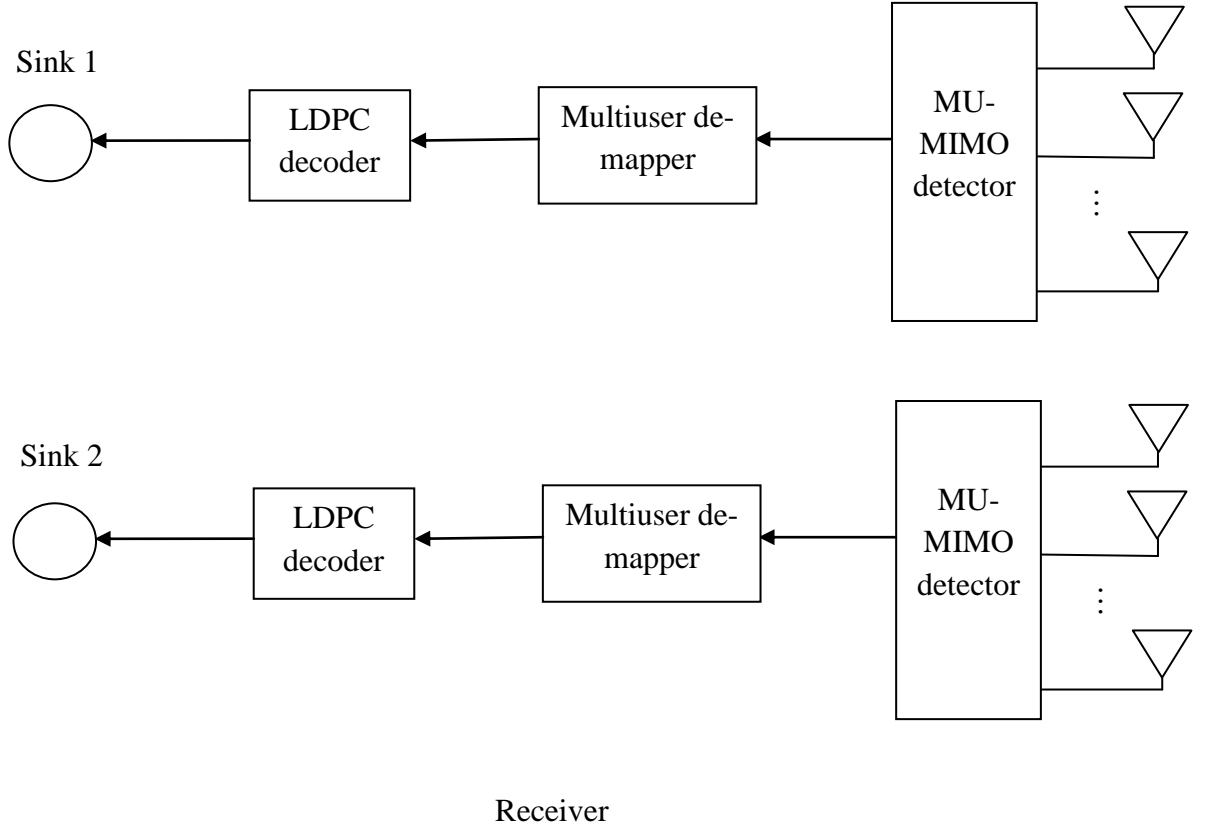 Sink 1
LDPC
decoder
Multiuser de-
mapper
MU-
MIMO
detector
...
Sink 2
LDPC
decoder
Multiuser de-
mapper
MU-
MIMO
detector
...
Receiver